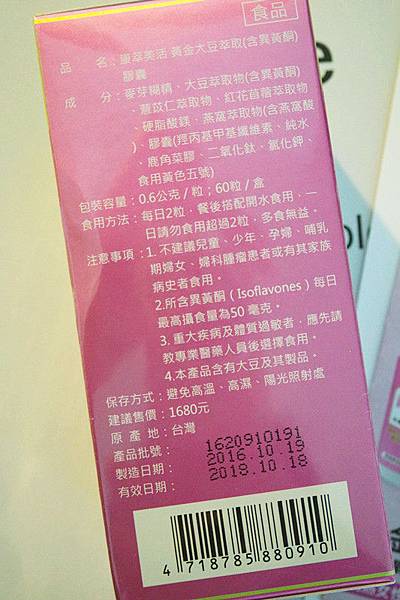 食品
品　名：景萃美活 黃金大豆萃取(含異黃酮)
膠囊
成　分：麥芽糊精、大豆萃取物(含異黃酮)
、薏苡仁萃取物、紅花苜蓿萃取物
、硬脂酸鎂、燕窩萃取物(含燕窩酸
)、膠囊(羥丙基甲基纖維素、純水
、鹿角菜膠、二氧化鈦、氯化鉀、
食用黃色五號)
包裝容量：0.6公克/粒；60粒/盒
食用方法：每日2粒，餐後搭配開水食用，一
日請勿食用超過2粒，多食無益。
注意事項：1.不建議兒童、少年、孕婦、哺乳
期婦女、婦科腫瘤患者或有其家族
病史者食用。
2.所含異黃酮（Isoflavones）每日
最高攝食量為50毫克。
3.重大疾病及體質過敏者，應先請
教專業醫藥人員後選擇食用。
4.本產品含有大豆及其製品。
保存方式：避免高溫、高濕、陽光照射處
建議售價：1680元
原 產 地：台灣
產品批號：1620910191
製造日期：2016.10.19
有效日期：2018.10.18
4 718785 880910